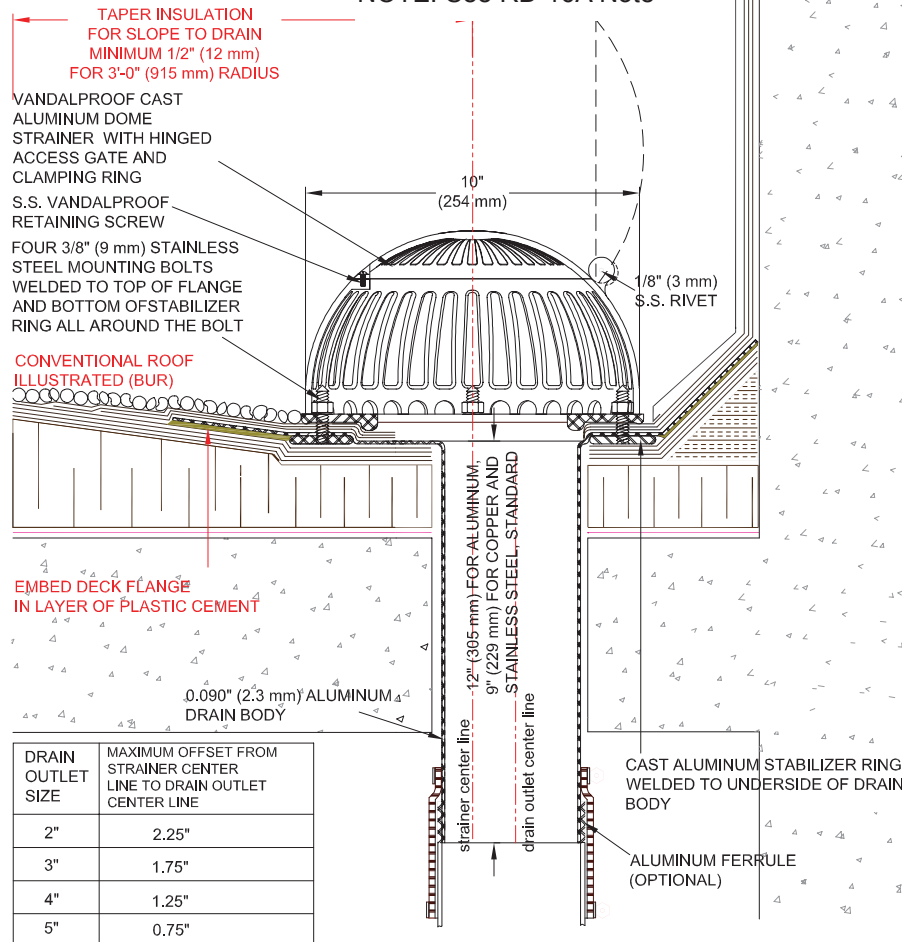 TAPER INSULATION
FOR SLOPE TO DRAIN
MINIMUM 1/2" (12 mm)
FOR 3'-0" (915 mm) RADIUS
VANDALPROOF CAST
ALUMINUM DOME
STRAINER WITH HINGED
ACCESS GATE AND
CLAMPING RING
S.S. VANDALPROOF
RETAINING SCREW
FOUR 3/8" (9 mm) STAINLESS
STEEL MOUNTING BOLTS
WELDED TO TOP OF FLANGE
AND BOTTOM OFSTABILIZER
RING ALL AROUND THE BOLT
CONVENTIONAL ROOF
ILLUSTRATED (BUR)
10"
(254 mm)
1/8" (3 mm)
S.S. RIVET
EMBED DECK FLANGE
IN LAYER OF PLASTIC CEMENT
12" (305 mm) FOR ALUMINUM,
9" (229 mm) FOR COPPER AND
STAINLESS STEEL, STANDARD
0.090" (2.3 mm) ALUMINUM
DRAIN BODY
strainer center line
drain outlet center line
CAST ALUMINUM STABILIZER RING
WELDED TO UNDERSIDE OF DRAIN
BODY
ALUMINUM FERRULE
(OPTIONAL)
DRAIN
OUTLET
SIZE
MAXIMUM OFFSET FROM
STRAINER CENTER
LINE TO DRAIN OUTLET
CENTER LINE
2" 2.25"
3" 1.75"
4" 1.25"
5" 0.75"